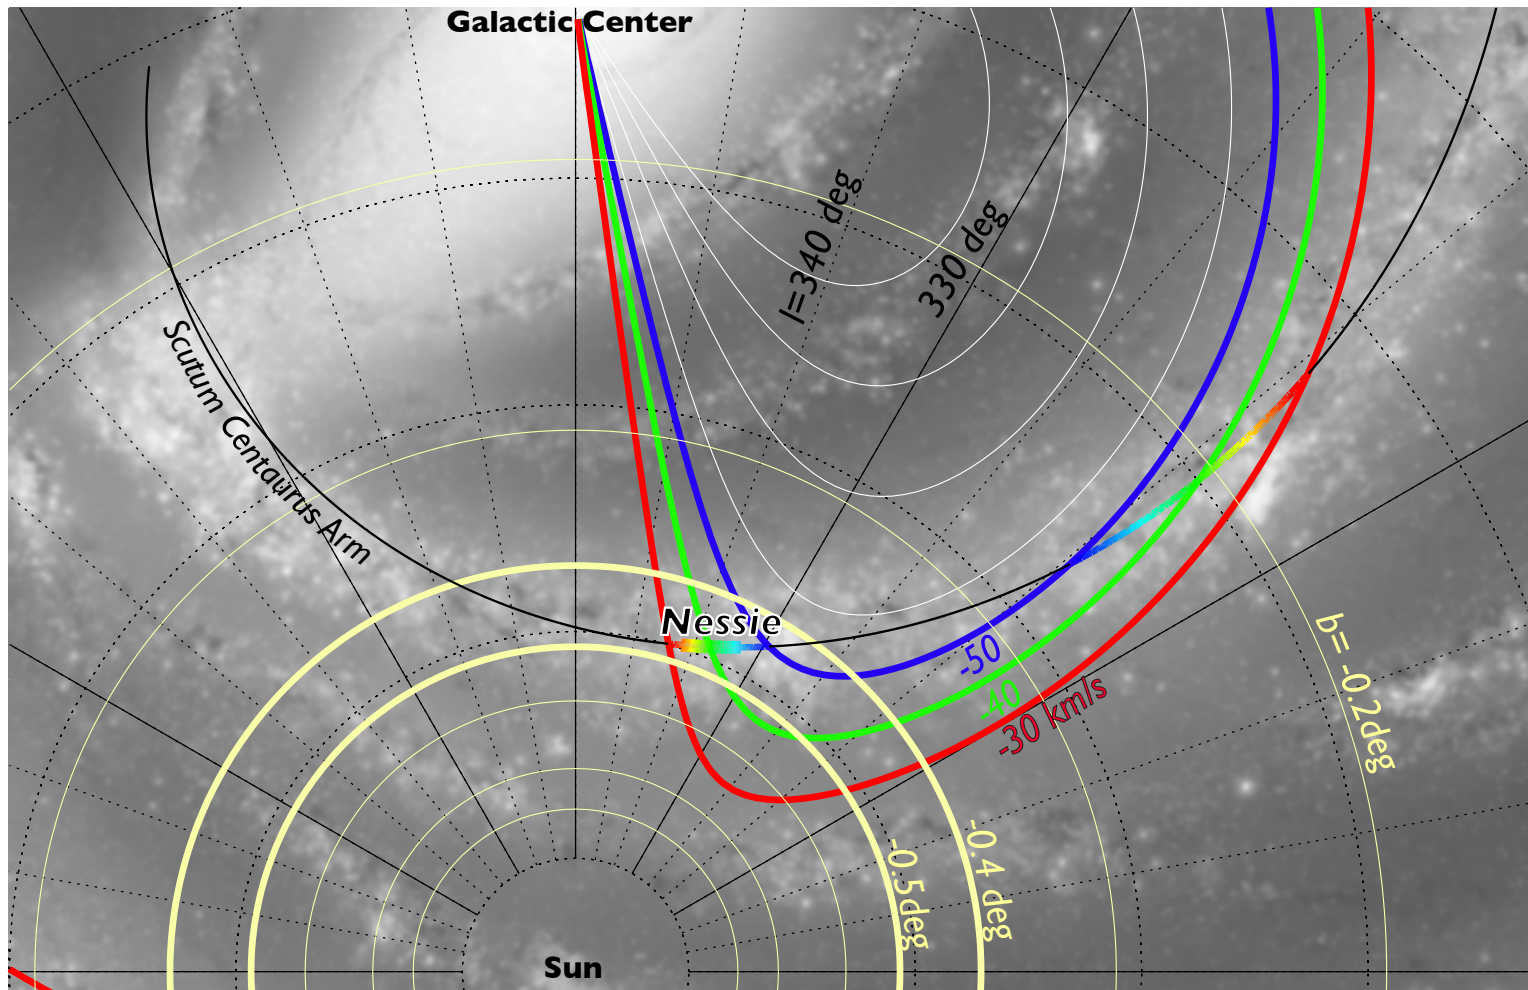 Galactic Center
l=340 deg
330 deg
Scutum Centaurus Arm
Nessie
-50
-40
-30 km/s
b= -0.2deg
-0.4 deg
-0.5deg
Sun